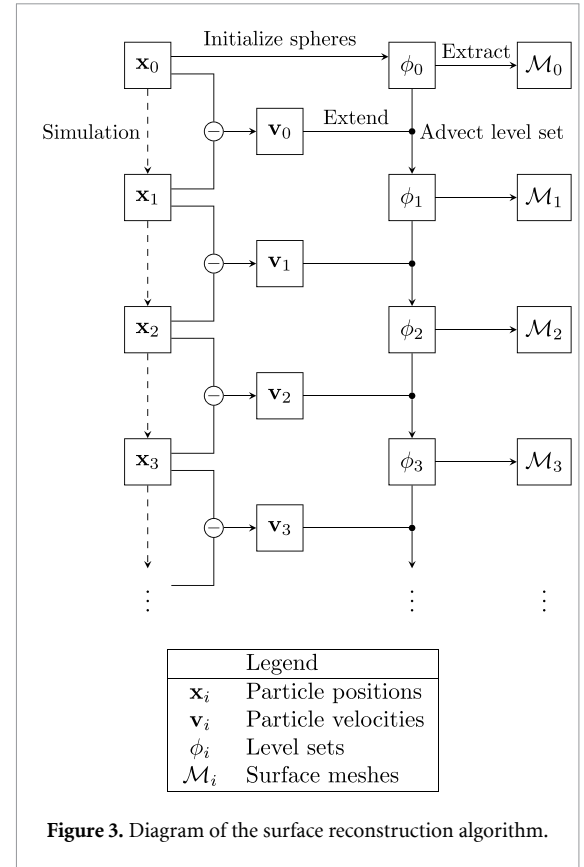 Initialize spheres
x₀ ϕ₀ Extract ℳ₀
Simulation − v₀ Extend Advect level set
x₁ ϕ₁ ℳ₁
− v₁
x₂ ϕ₂ ℳ₂
− v₂
x₃ ϕ₃ ℳ₃
− v₃
⋮ ⋮ ⋮
Legend
xᵢ Particle positions
vᵢ Particle velocities
ϕᵢ Level sets
ℳᵢ Surface meshes
Figure 3. Diagram of the surface reconstruction algorithm.